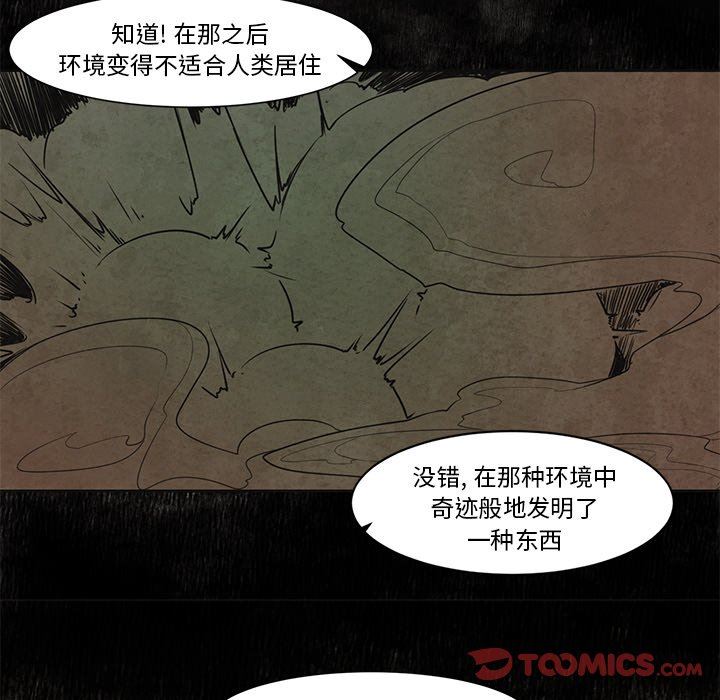 知道! 在那之后
环境变得不适合人类居住
没错, 在那种环境中
奇迹般地发明了
一种东西
TOOMICS.COM